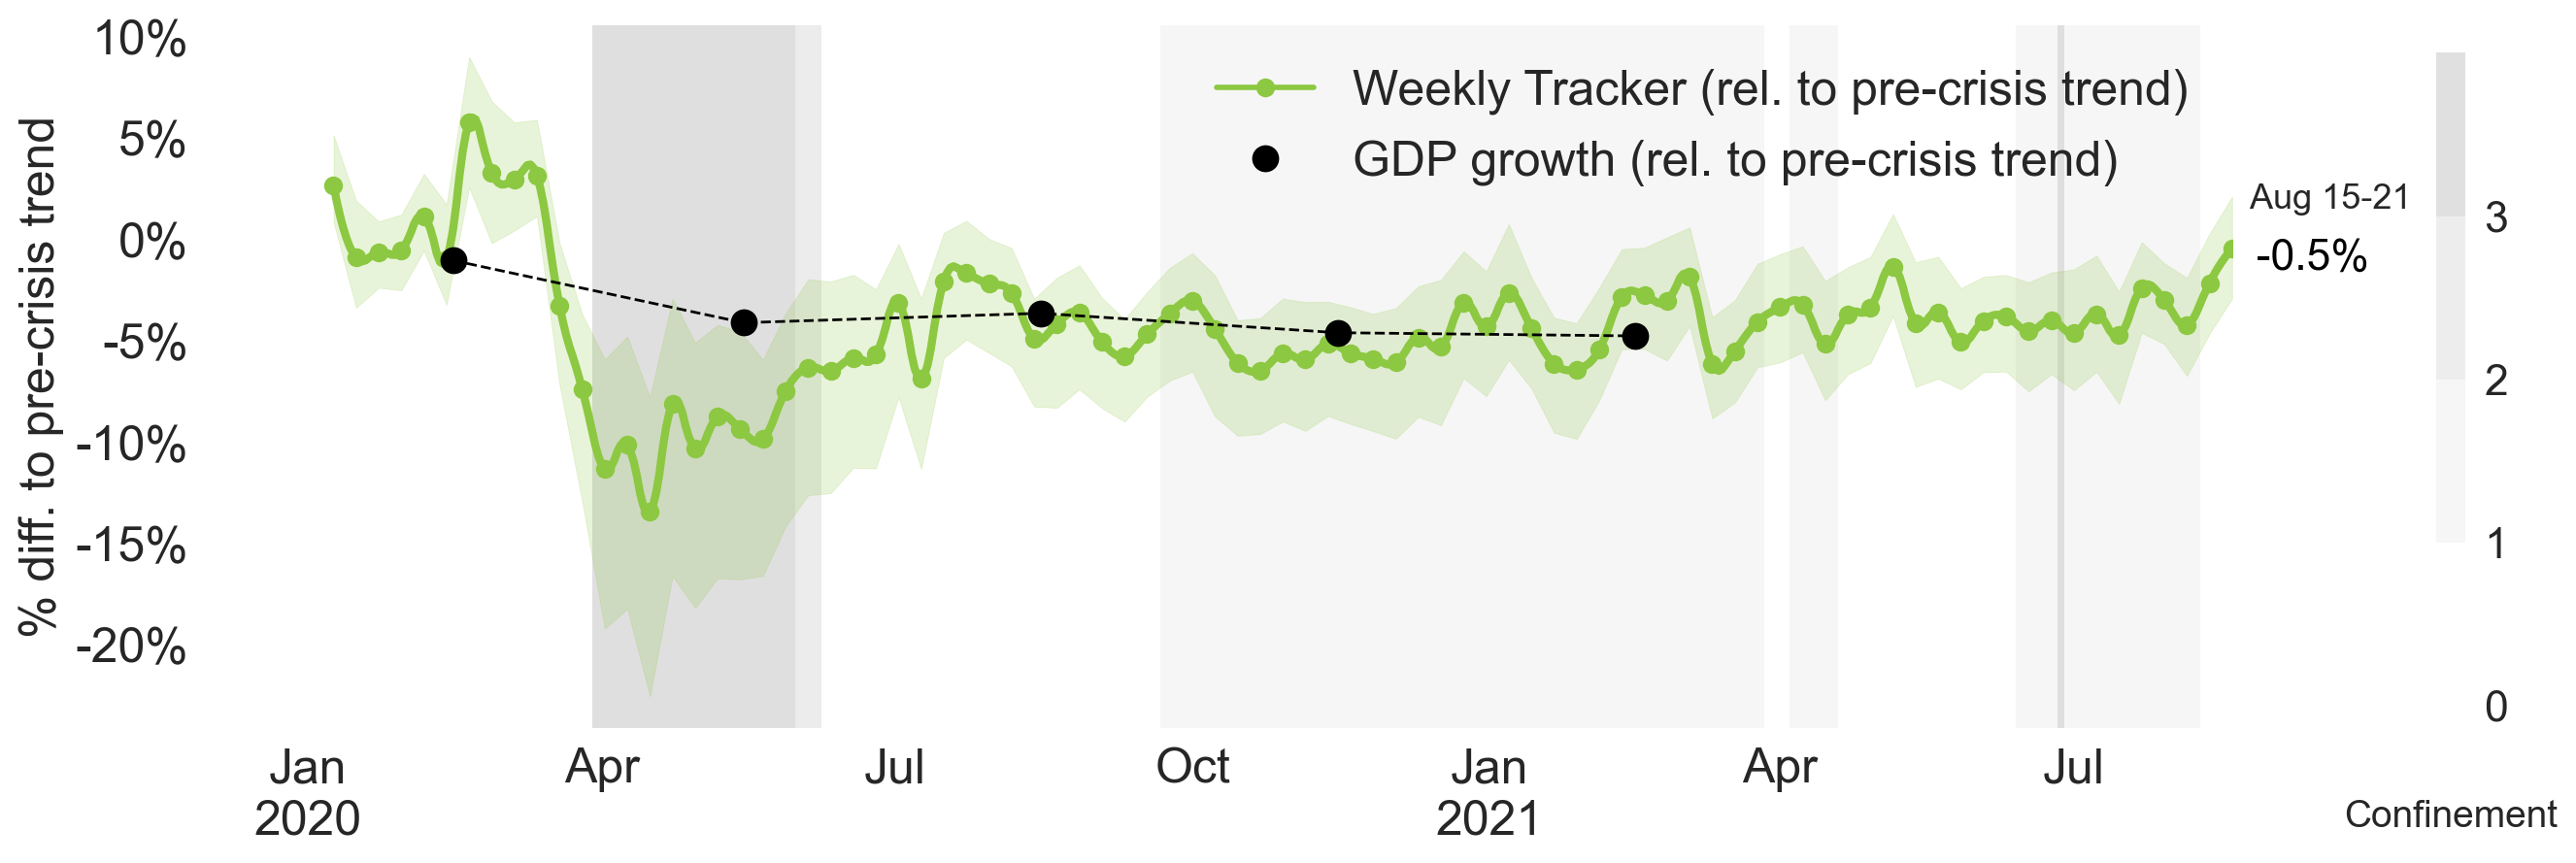 10%
5%
0%
-5%
-10%
-15%
-20%
% diff. to pre-crisis trend
Weekly Tracker (rel. to pre-crisis trend)
GDP growth (rel. to pre-crisis trend)
Aug 15-21
-0.5%
3
2
1
0
Jan Apr Jul Oct Jan Apr Jul
2020 2021
Confinement